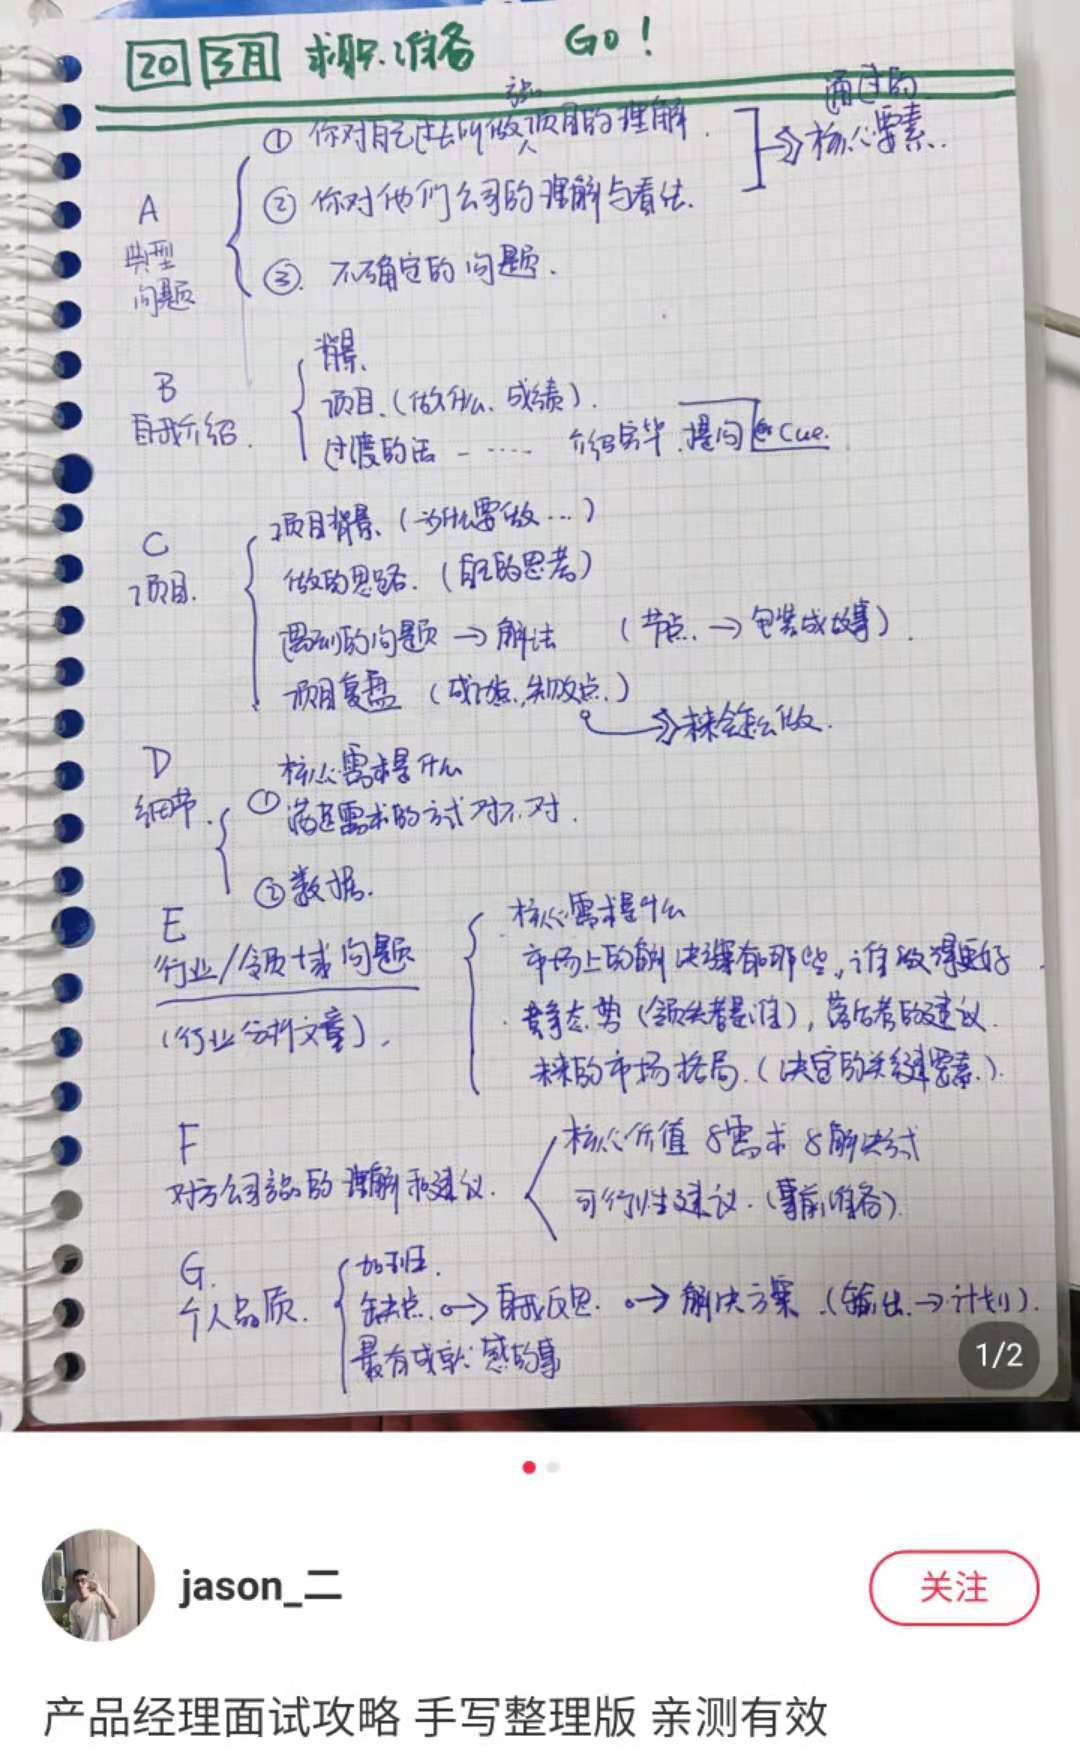 20 3月 求职准备 GO!
① 你对自己过去所做产品/项目的理解.
通过的
核心要素.
② 你对他们公司的理解与看法.
A
典型
问题
③ 不确定的问题.
背景、
B
自我介绍.
项目、(做什么、成绩).
过渡的话 - ····· 介绍完毕、提问 Cue.
C
项目.
项目背景、(为什么要做...)
做的思路. (自己的思考)
遇到的问题 → 解法 (节点.→ 包装成故事).
项目复盘 (成功点,失败点.)
→ 未来会怎么做.
D
细节.
① 核心需求是什么
满足需求的方式对不对.
② 数据.
E
行业/领域问题
(行业分析文章).
核心需求是什么
市场上的解决方案有那些,谁做得更好
竞争态势(领先者是谁),落后者的建议.
未来的市场格局.(决定的关键要素.).
F
对方公司产品的理解和建议.
核心价值 & 需求 & 解决方式
可行性建议.(事前准备).
G.
个人品质.
加班.
缺点. → 自我反思. → 解决方案 (输出.→计划).
最有成就感的事
1/2
jason_二
关注
产品经理面试攻略 手写整理版 亲测有效